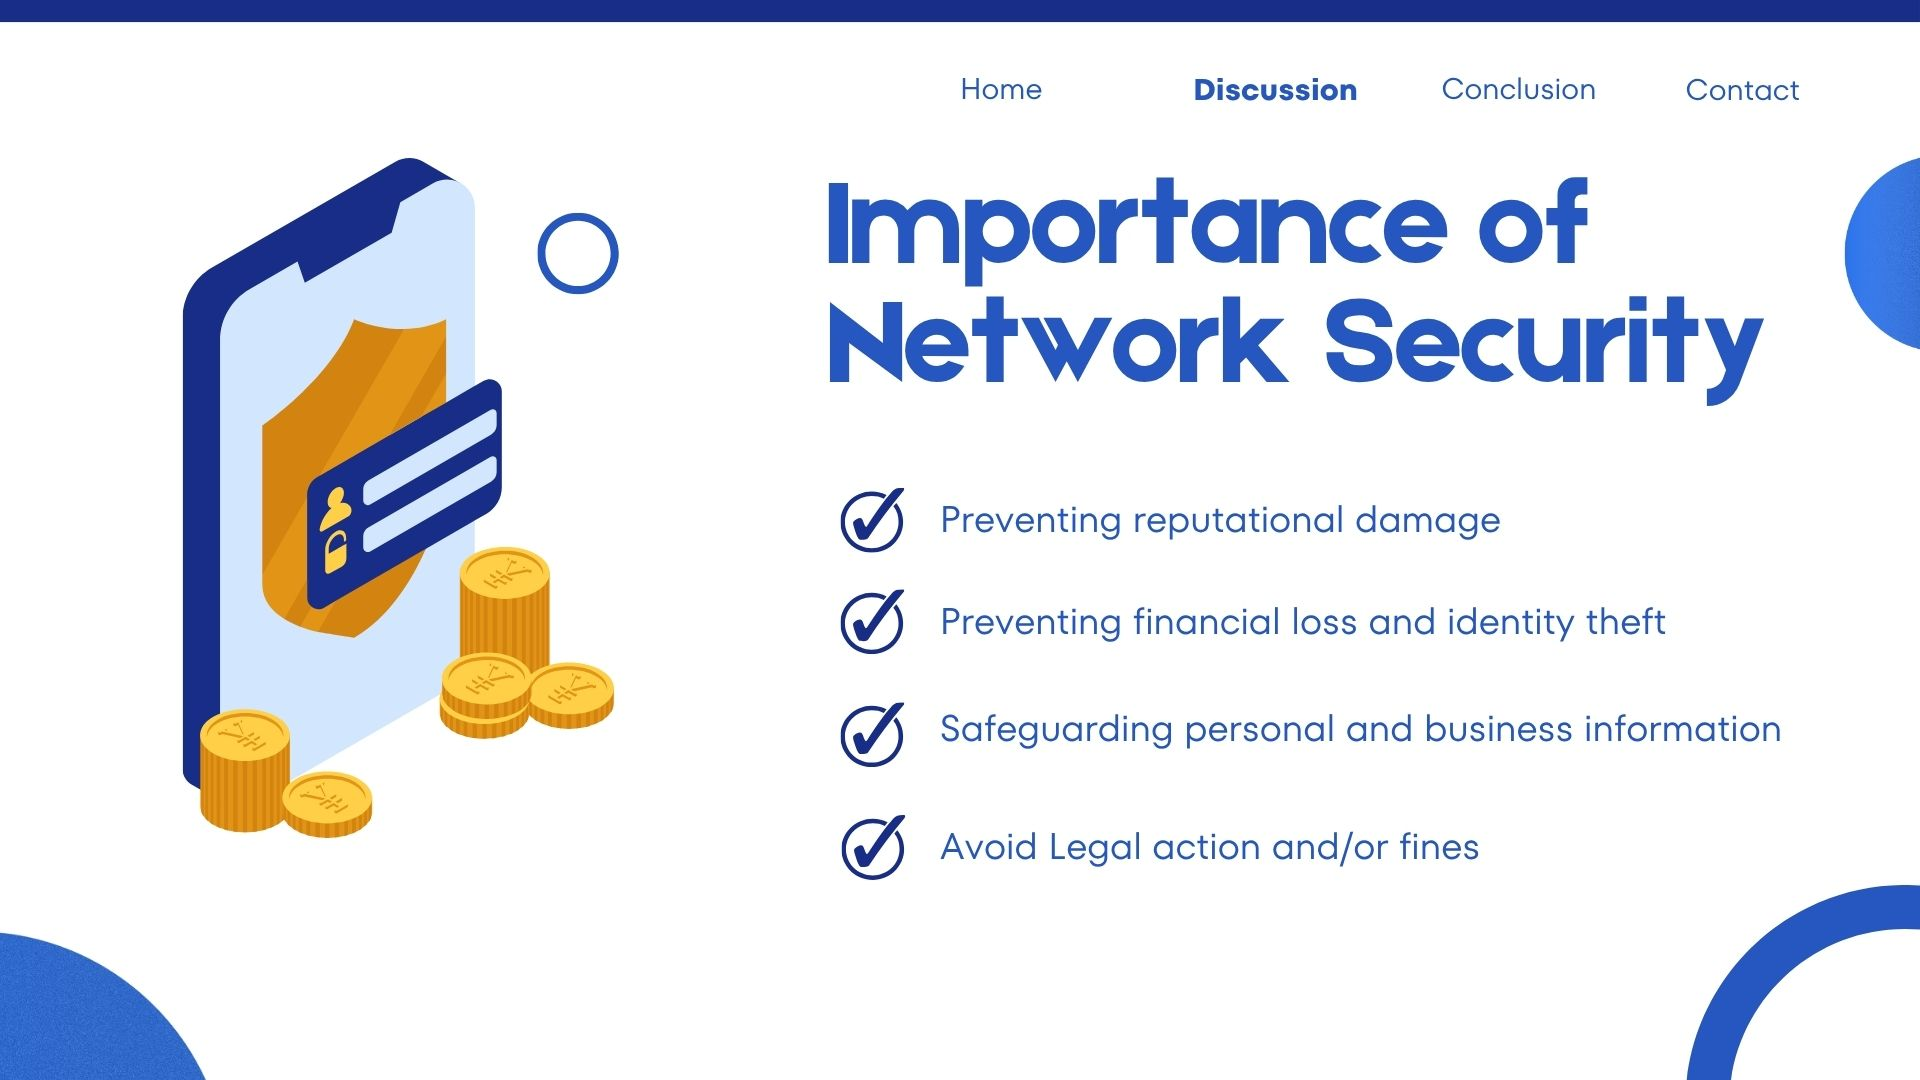 Home Discussion Conclusion Contact
Importance of
Network Security
Preventing reputational damage
Preventing financial loss and identity theft
Safeguarding personal and business information
Avoid Legal action and/or fines